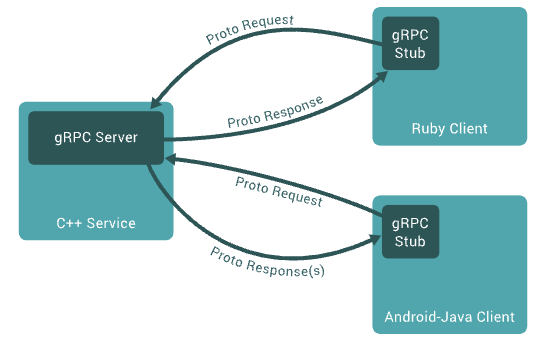 Proto Request
gRPC
Stub
Ruby Client
Proto Response
gRPC Server
C++ Service
Proto Request
gRPC
Stub
Proto Response(s)
Android-Java Client